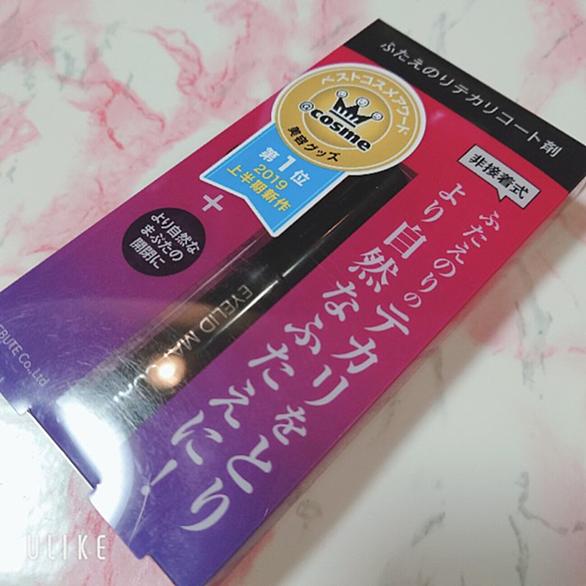 ふたえのりテカリコート剤
ベストコスメアワード
@cosme
美容グッズ
第1位
2019
上半期新作
非接着式
ふたえのりの
テカリをとり
より自然なふたえに!
+
より自然な
まぶたの
開閉に
EYELID MA
BUTE Co.,Ltd
ULIKE